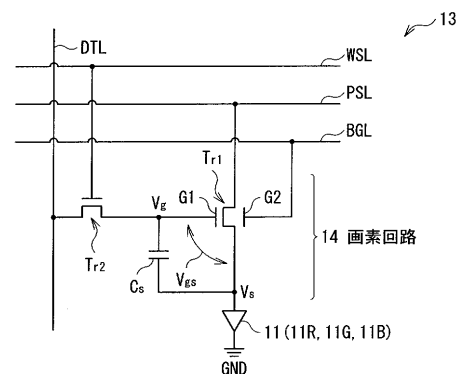 13
DTL
WSL
PSL
BGL
Tr1
G1
G2
Vg
Tr2
Cs
Vgs
Vs
14 画素回路
11 (11R, 11G, 11B)
GND